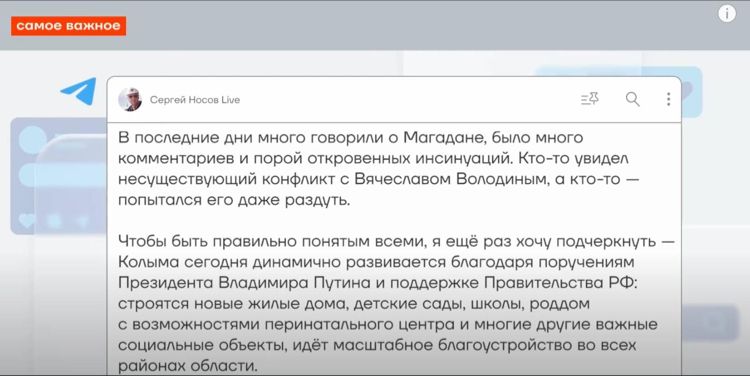 самое важное
Сергей Носов Live
В последние дни много говорили о Магадане, было много
комментариев и порой откровенных инсинуаций. Кто-то увидел
несуществующий конфликт с Вячеславом Володиным, а кто-то —
попытался его даже раздуть.
Чтобы быть правильно понятым всеми, я ещё раз хочу подчеркнуть —
Колыма сегодня динамично развивается благодаря поручениям
Президента Владимира Путина и поддержке Правительства РФ:
строятся новые жилые дома, детские сады, школы, роддом
с возможностями перинатального центра и многие другие важные
социальные объекты, идёт масштабное благоустройство во всех
районах области.